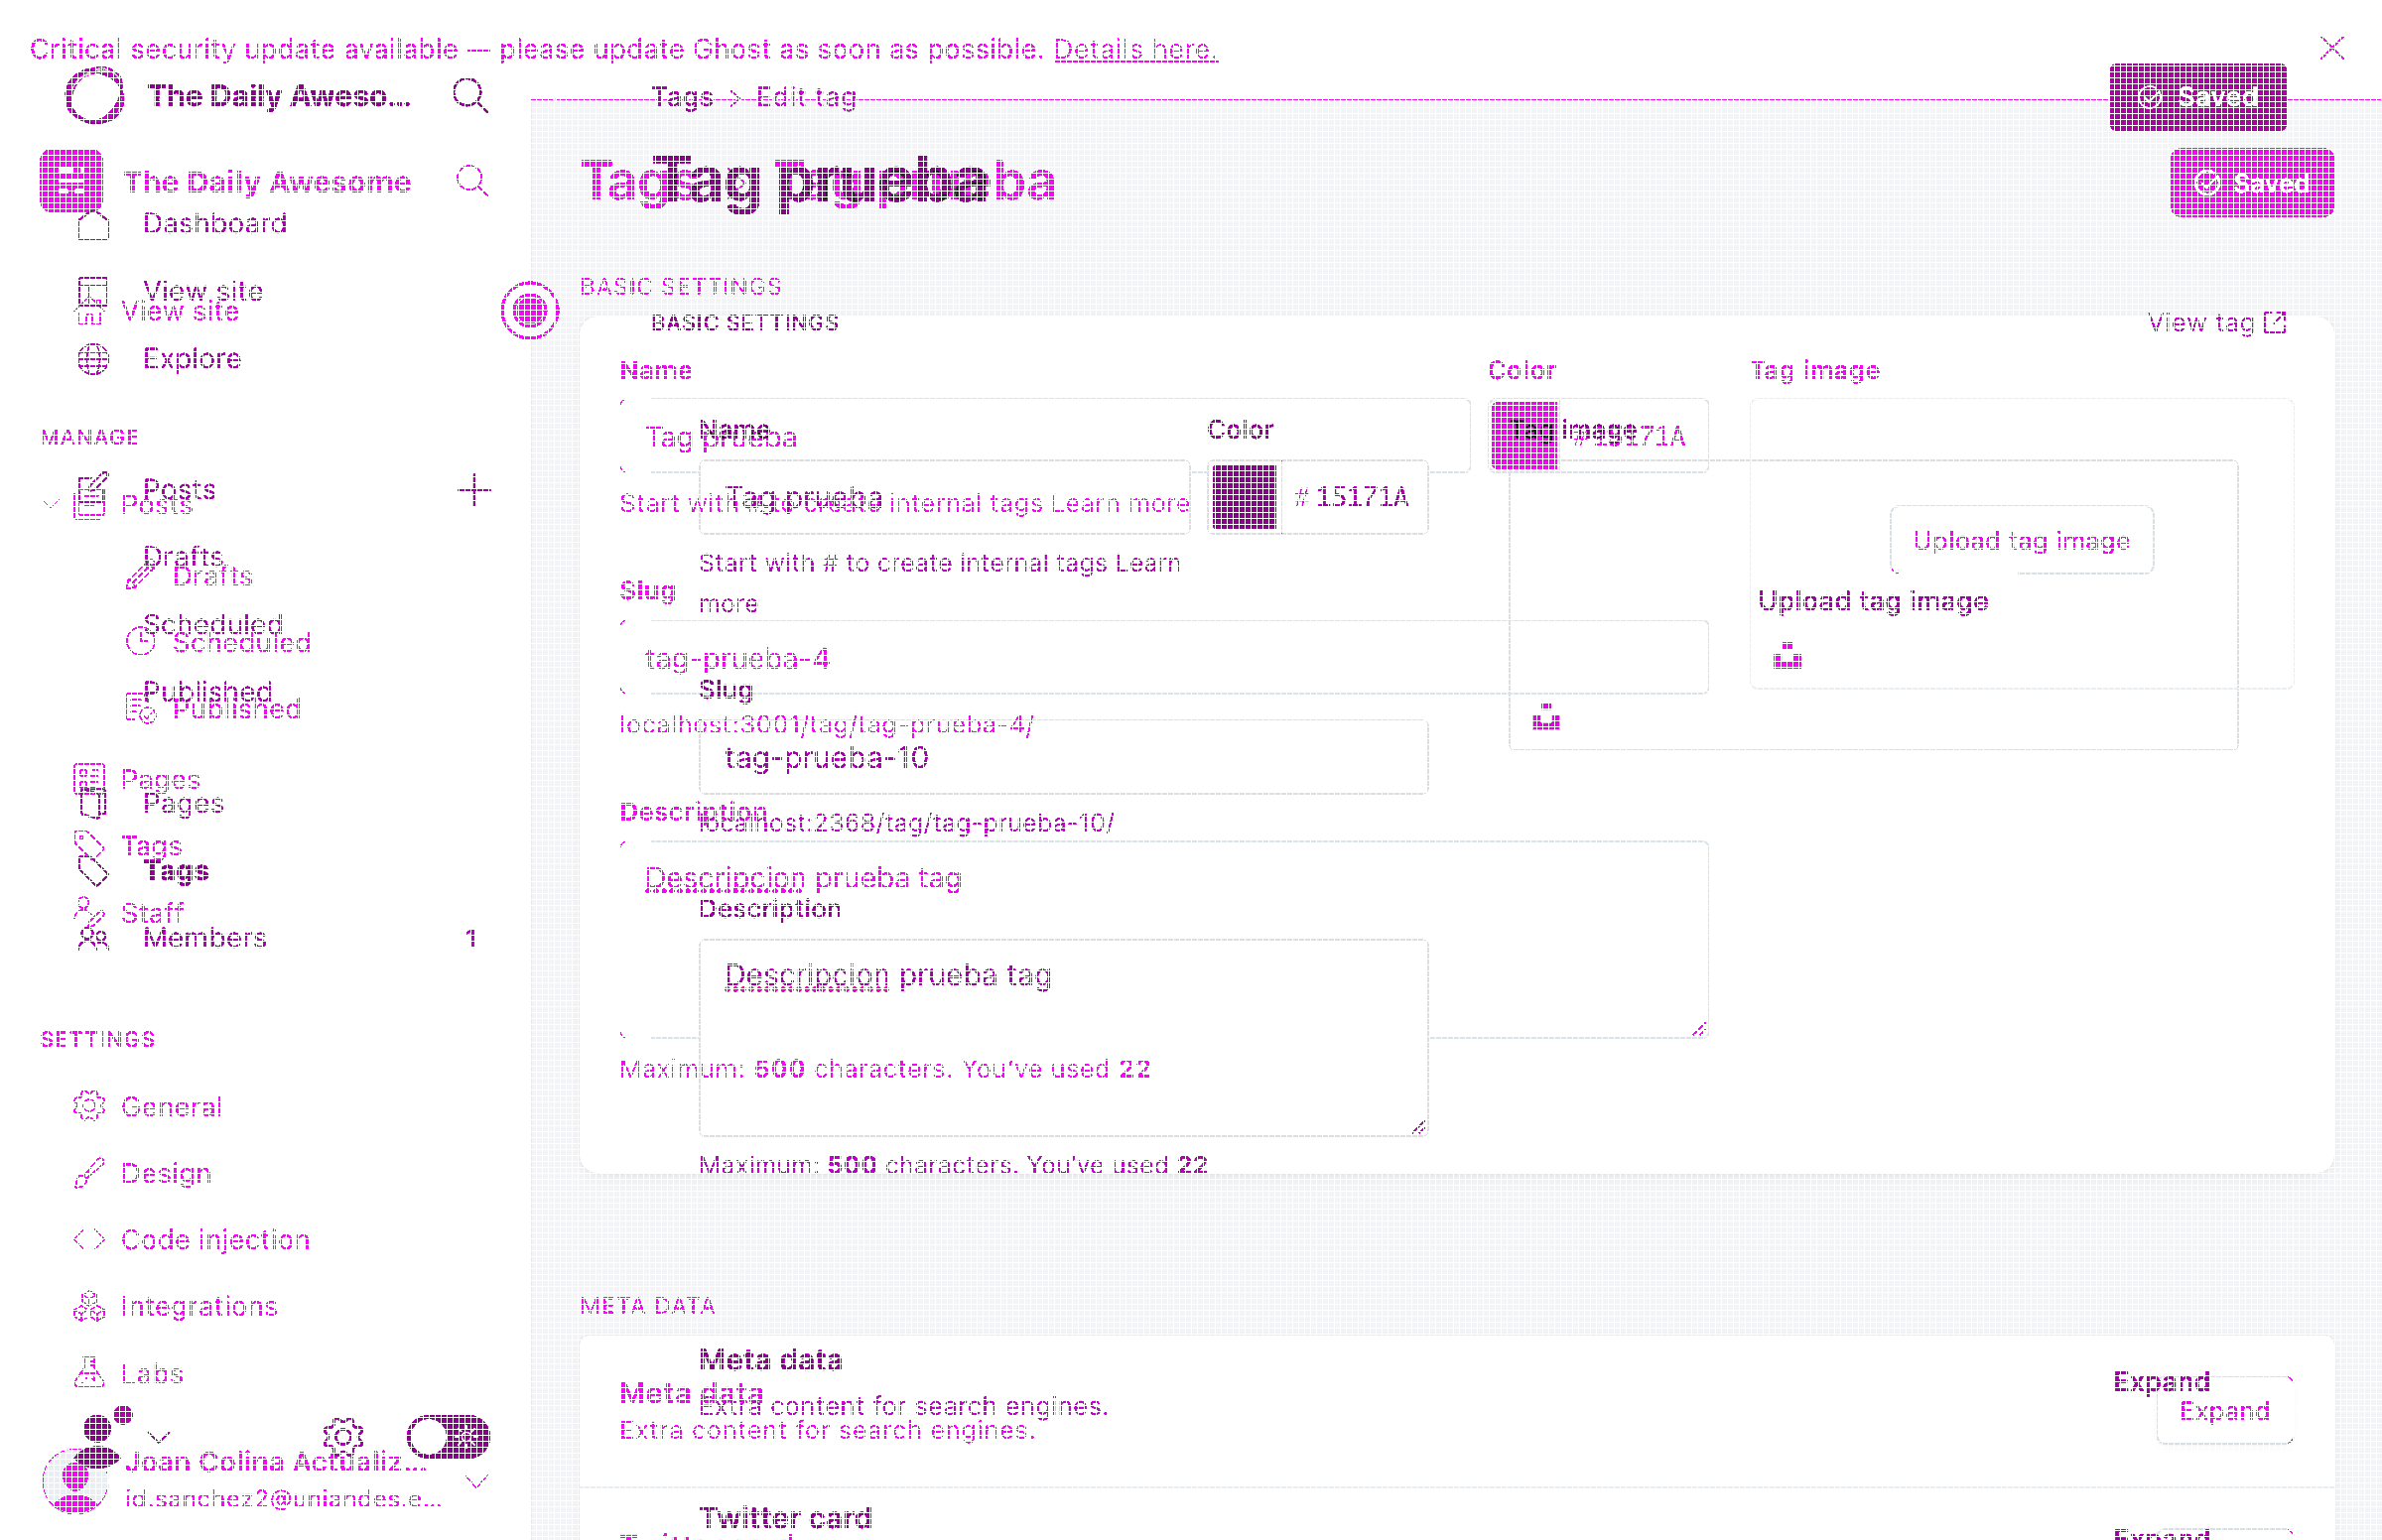 Critical security update available — please update Ghost as soon as possible. Details here.
The Daily Aweso...
Tags > Edit tag
Saved
The Daily Awesome
Tags
Tag prueba
Tag prueba
Saved
Dashboard
View site
View site
Explore
BASIC SETTINGS
BASIC SETTINGS
View tag
Name
Color
Tag image
Name
Tag prueba
Color
Tag image
# 15171A
MANAGE
Posts
Posts
Tag prueba
# 15171A
Start with # to create internal tags Learn more
Upload tag image
Drafts
Drafts
Start with # to create internal tags Learn
more
Slug
Upload tag image
Scheduled
Scheduled
tag-prueba-4
Slug
Published
Published
localhost:3001/tag/tag-prueba-4/
tag-prueba-10
Pages
Pages
Description
localhost:2368/tag/tag-prueba-10/
Tags
Tags
Descripcion prueba tag
Description
Staff
Members
1
Descripcion prueba tag
SETTINGS
Maximum: 500 characters. You've used 22
General
Maximum: 500 characters. You've used 22
Design
Code injection
Integrations
META DATA
Labs
Meta data
Expand
Meta data
Extra content for search engines.
Expand
Extra content for search engines.
Joan Colina Actualiz...
id.sanchez2@uniandes.e...
Twitter card
Expand